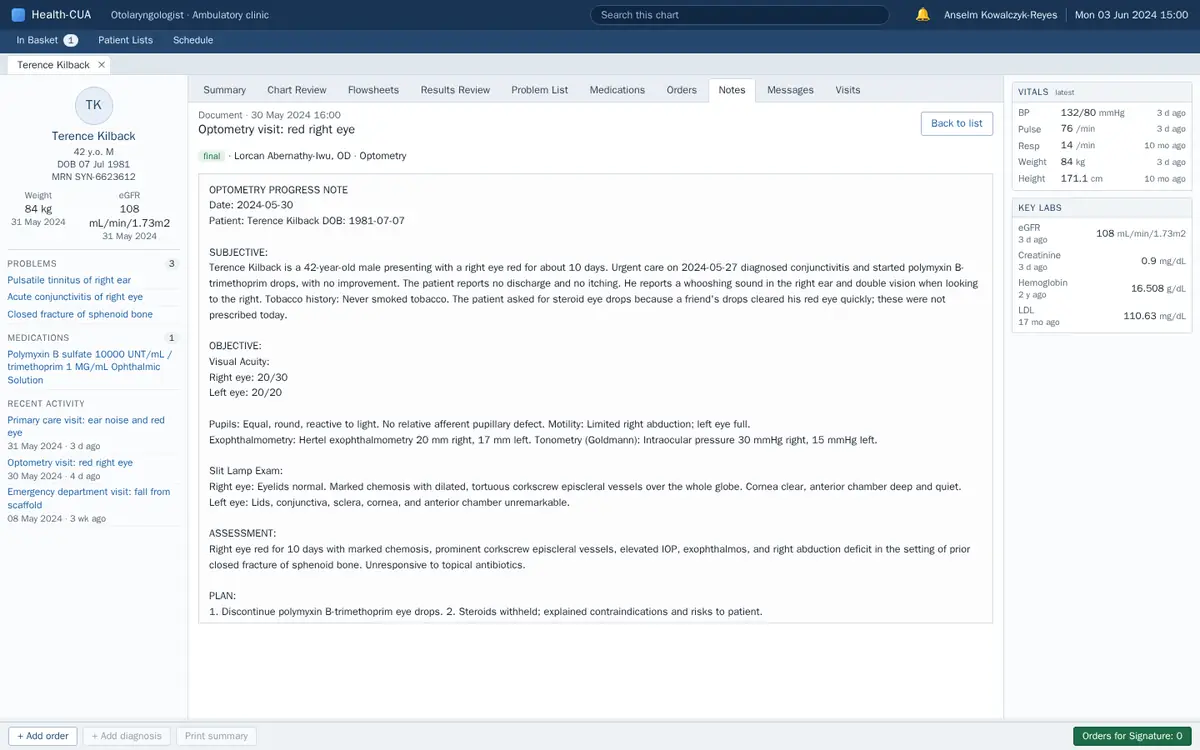 Health-CUA
Otolaryngologist · Ambulatory clinic
Search this chart
Anselm Kowalczyk-Reyes
Mon 03 Jun 2024 15:00
In Basket 1
Patient Lists
Schedule
Terence Kilback ×
TK
Terence Kilback
42 y.o. M
DOB 07 Jul 1981
MRN SYN-6623612
Weight
84 kg
31 May 2024
eGFR
108
mL/min/1.73m2
31 May 2024
PROBLEMS 3
Pulsatile tinnitus of right ear
Acute conjunctivitis of right eye
Closed fracture of sphenoid bone
MEDICATIONS 1
Polymyxin B sulfate 10000 UNT/mL /
trimethoprim 1 MG/mL Ophthalmic
Solution
RECENT ACTIVITY
Primary care visit: ear noise and red
eye
31 May 2024 · 3 d ago
Optometry visit: red right eye
30 May 2024 · 4 d ago
Emergency department visit: fall from
scaffold
08 May 2024 · 3 wk ago
Summary
Chart Review
Flowsheets
Results Review
Problem List
Medications
Orders
Notes
Messages
Visits
Document · 30 May 2024 16:00
Optometry visit: red right eye
Back to list
final · Lorcan Abernathy-Iwu, OD · Optometry
OPTOMETRY PROGRESS NOTE
Date: 2024-05-30
Patient: Terence Kilback DOB: 1981-07-07
SUBJECTIVE:
Terence Kilback is a 42-year-old male presenting with a right eye red for about 10 days. Urgent care on 2024-05-27 diagnosed conjunctivitis and started polymyxin B-
trimethoprim drops, with no improvement. The patient reports no discharge and no itching. He reports a whooshing sound in the right ear and double vision when looking
to the right. Tobacco history: Never smoked tobacco. The patient asked for steroid eye drops because a friend's drops cleared his red eye quickly; these were not
prescribed today.
OBJECTIVE:
Visual Acuity:
Right eye: 20/30
Left eye: 20/20
Pupils: Equal, round, reactive to light. No relative afferent pupillary defect. Motility: Limited right abduction; left eye full.
Exophthalmometry: Hertel exophthalmometry 20 mm right, 17 mm left. Tonometry (Goldmann): Intraocular pressure 30 mmHg right, 15 mmHg left.
Slit Lamp Exam:
Right eye: Eyelids normal. Marked chemosis with dilated, tortuous corkscrew episcleral vessels over the whole globe. Cornea clear, anterior chamber deep and quiet.
Left eye: Lids, conjunctiva, sclera, cornea, and anterior chamber unremarkable.
ASSESSMENT:
Right eye red for 10 days with marked chemosis, prominent corkscrew episcleral vessels, elevated IOP, exophthalmos, and right abduction deficit in the setting of prior
closed fracture of sphenoid bone. Unresponsive to topical antibiotics.
PLAN:
1. Discontinue polymyxin B-trimethoprim eye drops. 2. Steroids withheld; explained contraindications and risks to patient.
VITALS latest
BP 132/80 mmHg 3 d ago
Pulse 76 /min 3 d ago
Resp 14 /min 10 mo ago
Weight 84 kg 3 d ago
Height 171.1 cm 10 mo ago
KEY LABS
eGFR
3 d ago
108 mL/min/1.73m2
Creatinine
3 d ago
0.9 mg/dL
Hemoglobin
2 y ago
16.508 g/dL
LDL
17 mo ago
110.63 mg/dL
+ Add order
+ Add diagnosis
Print summary
Orders for Signature: 0